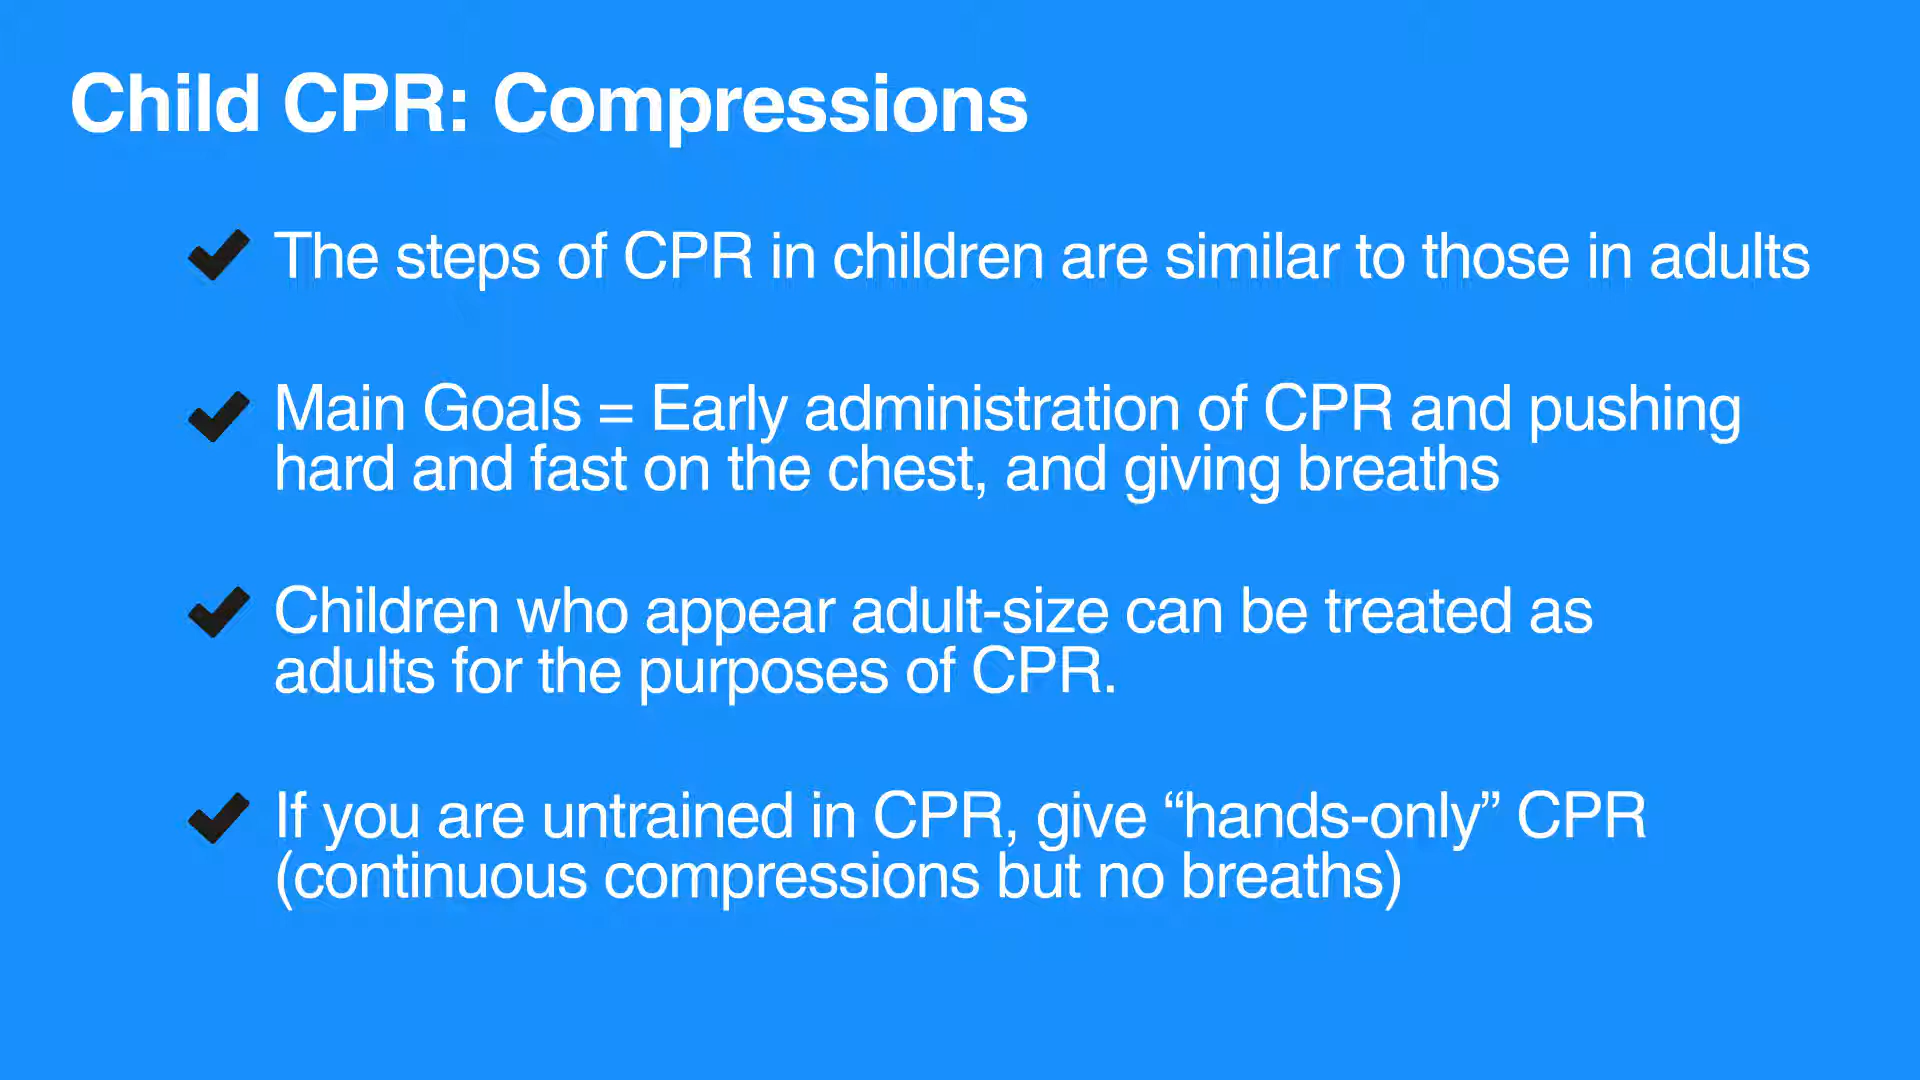 Child CPR: Compressions
The steps of CPR in children are similar to those in adults
Main Goals = Early administration of CPR and pushing
hard and fast on the chest, and giving breaths
Children who appear adult-size can be treated as
adults for the purposes of CPR.
If you are untrained in CPR, give “hands-only” CPR
(continuous compressions but no breaths)